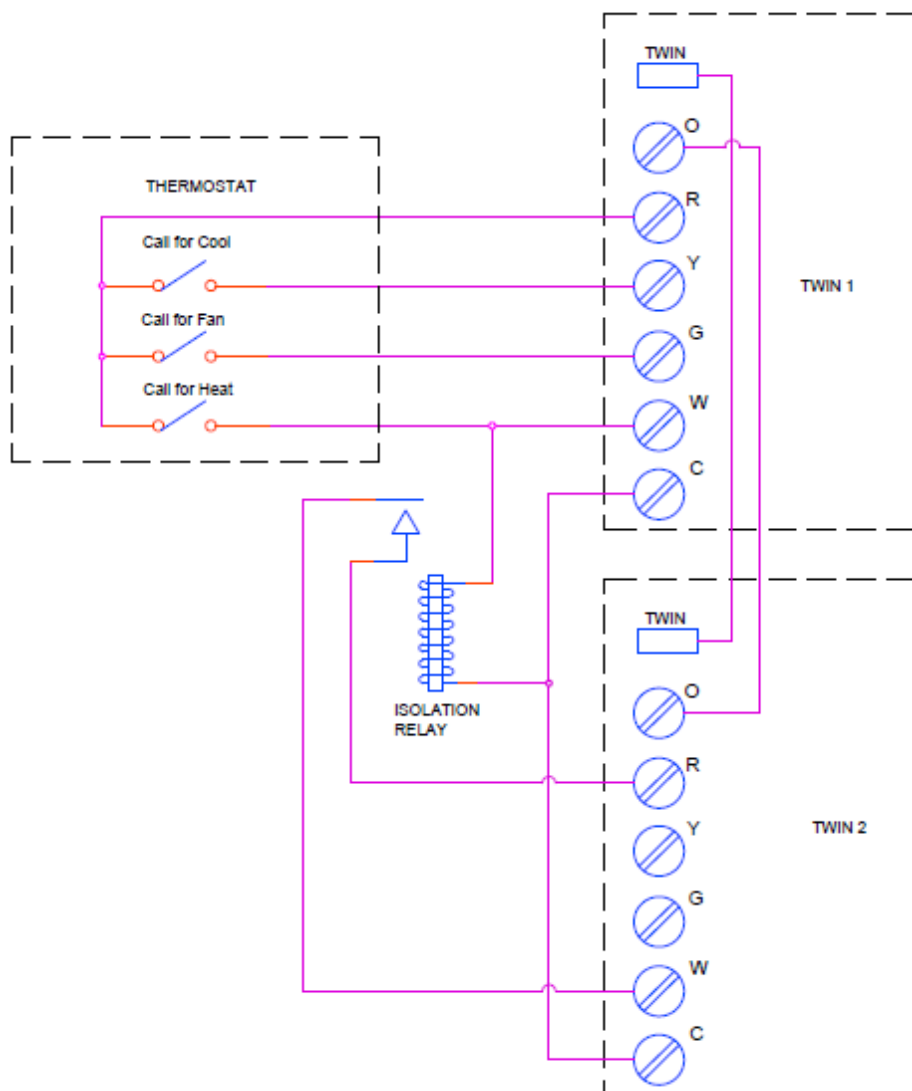 TWIN
O
THERMOSTAT
R
Call for Cool
Y
TWIN 1
Call for Fan
G
Call for Heat
W
C
TWIN
ISOLATION
RELAY
O
R
Y
TWIN 2
G
W
C